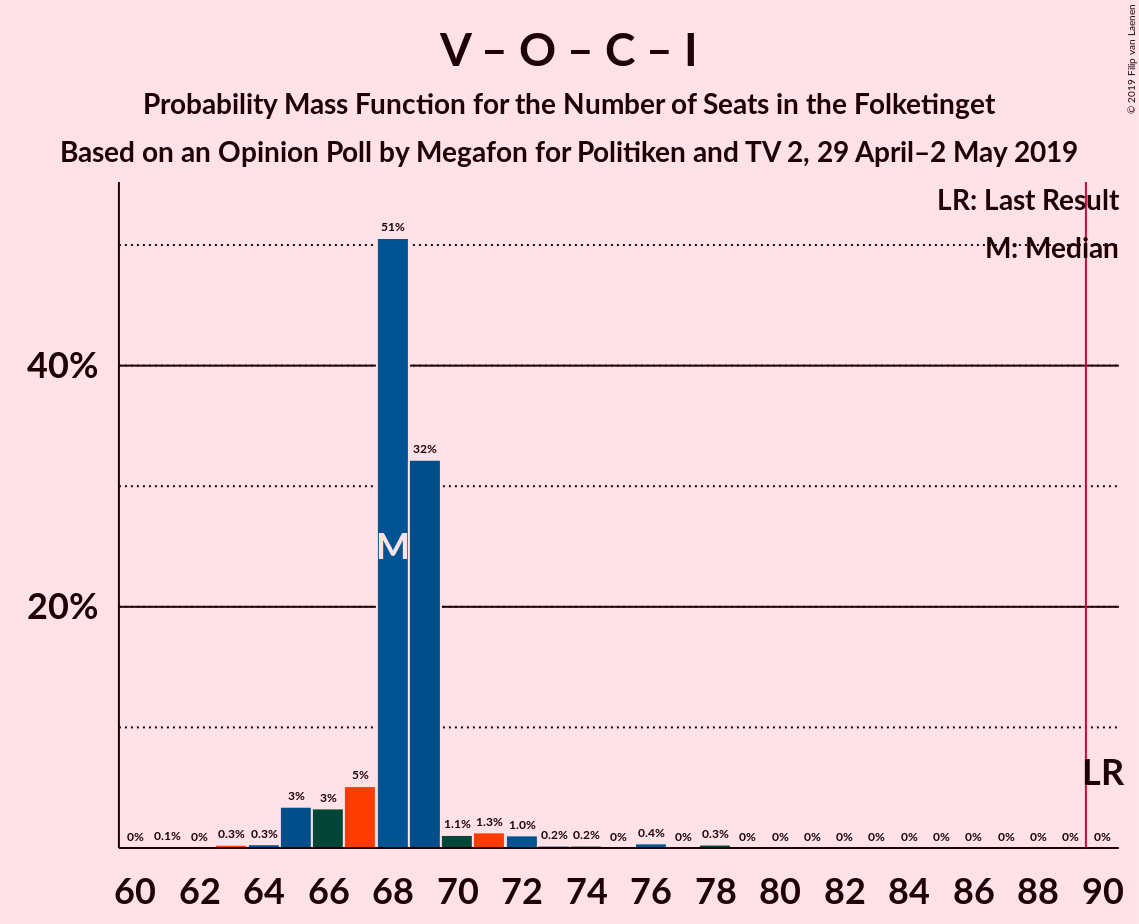 V – O – C – I
Probability Mass Function for the Number of Seats in the Folketinget
Based on an Opinion Poll by Megafon for Politiken and TV 2, 29 April–2 May 2019
© 2019 Filip van Laenen
LR: Last Result
M: Median
40%
20%
0% 0.1% 0% 0.3% 0.3% 3% 3% 5% 51% 32% 1.1% 1.3% 1.0% 0.2% 0.2% 0% 0.4% 0% 0.3% 0% 0% 0% 0% 0% 0% 0% 0% 0% 0% 0% 0%
M
LR
60 62 64 66 68 70 72 74 76 78 80 82 84 86 88 90